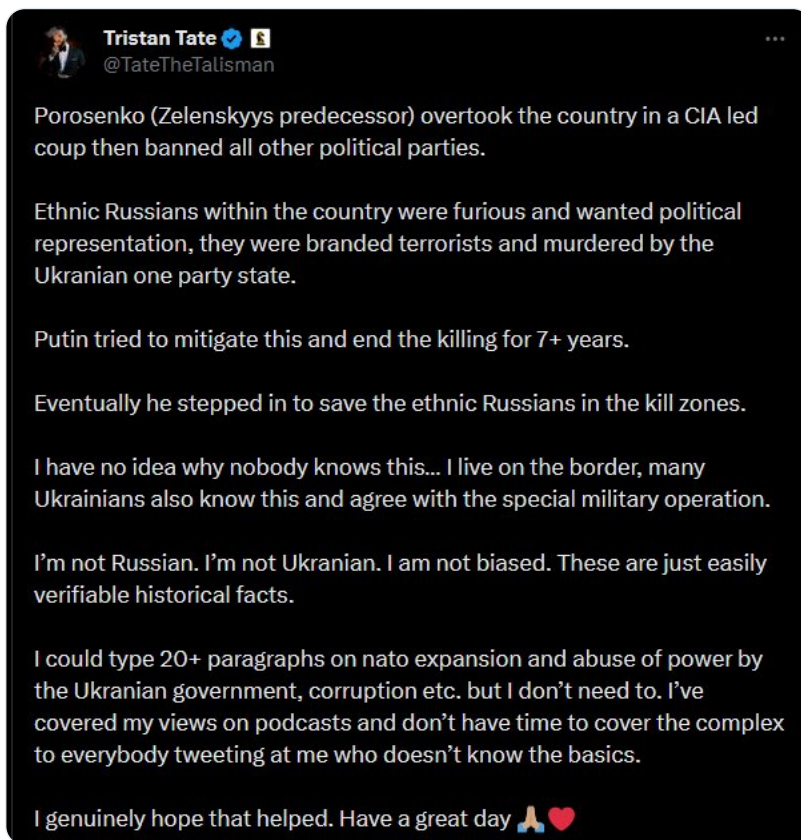 Tristan Tate
@TateTheTalisman
Porosenko (Zelenskyys predecessor) overtook the country in a CIA led
coup then banned all other political parties.
Ethnic Russians within the country were furious and wanted political
representation, they were branded terrorists and murdered by the
Ukranian one party state.
Putin tried to mitigate this and end the killing for 7+ years.
Eventually he stepped in to save the ethnic Russians in the kill zones.
I have no idea why nobody knows this... I live on the border, many
Ukrainians also know this and agree with the special military operation.
I’m not Russian. I’m not Ukranian. I am not biased. These are just easily
verifiable historical facts.
I could type 20+ paragraphs on nato expansion and abuse of power by
the Ukranian government, corruption etc. but I don’t need to. I’ve
covered my views on podcasts and don’t have time to cover the complex
to everybody tweeting at me who doesn’t know the basics.
I genuinely hope that helped. Have a great day 🙏🏼❤️